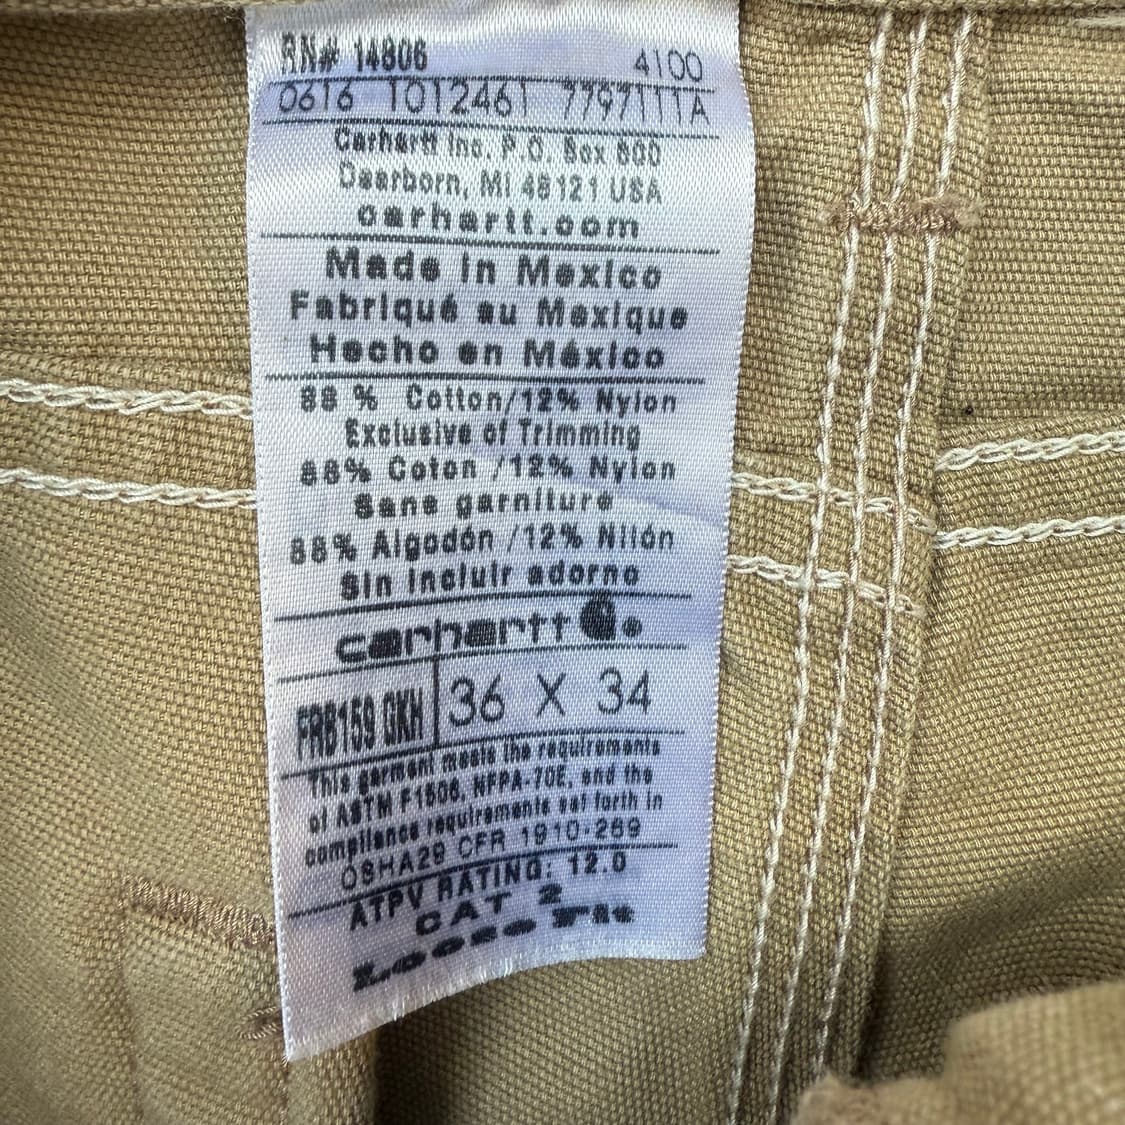 RN# 14806 4100
0616 1012461 7797111A
Carhartt Inc. P.O. Box 600
Dearborn, MI 48121 USA
carhartt.com
Made in Mexico
Fabriqué au Mexique
Hecho en México
88 % Cotton/12% Nylon
Exclusive of Trimming
88% Coton /12% Nylon
Sane garniture
88% Algodón /12% Nilón
Sin incluir adorno
carhartt
FRB159 GKH 36 X 34
This garment meets the requirements
of ASTM F1506, NFPA-70E, and the
compliance requirements set forth in
OSHA29 CFR 1910-269
ATPV RATING: 12.0
CAT 2
Loose Fit